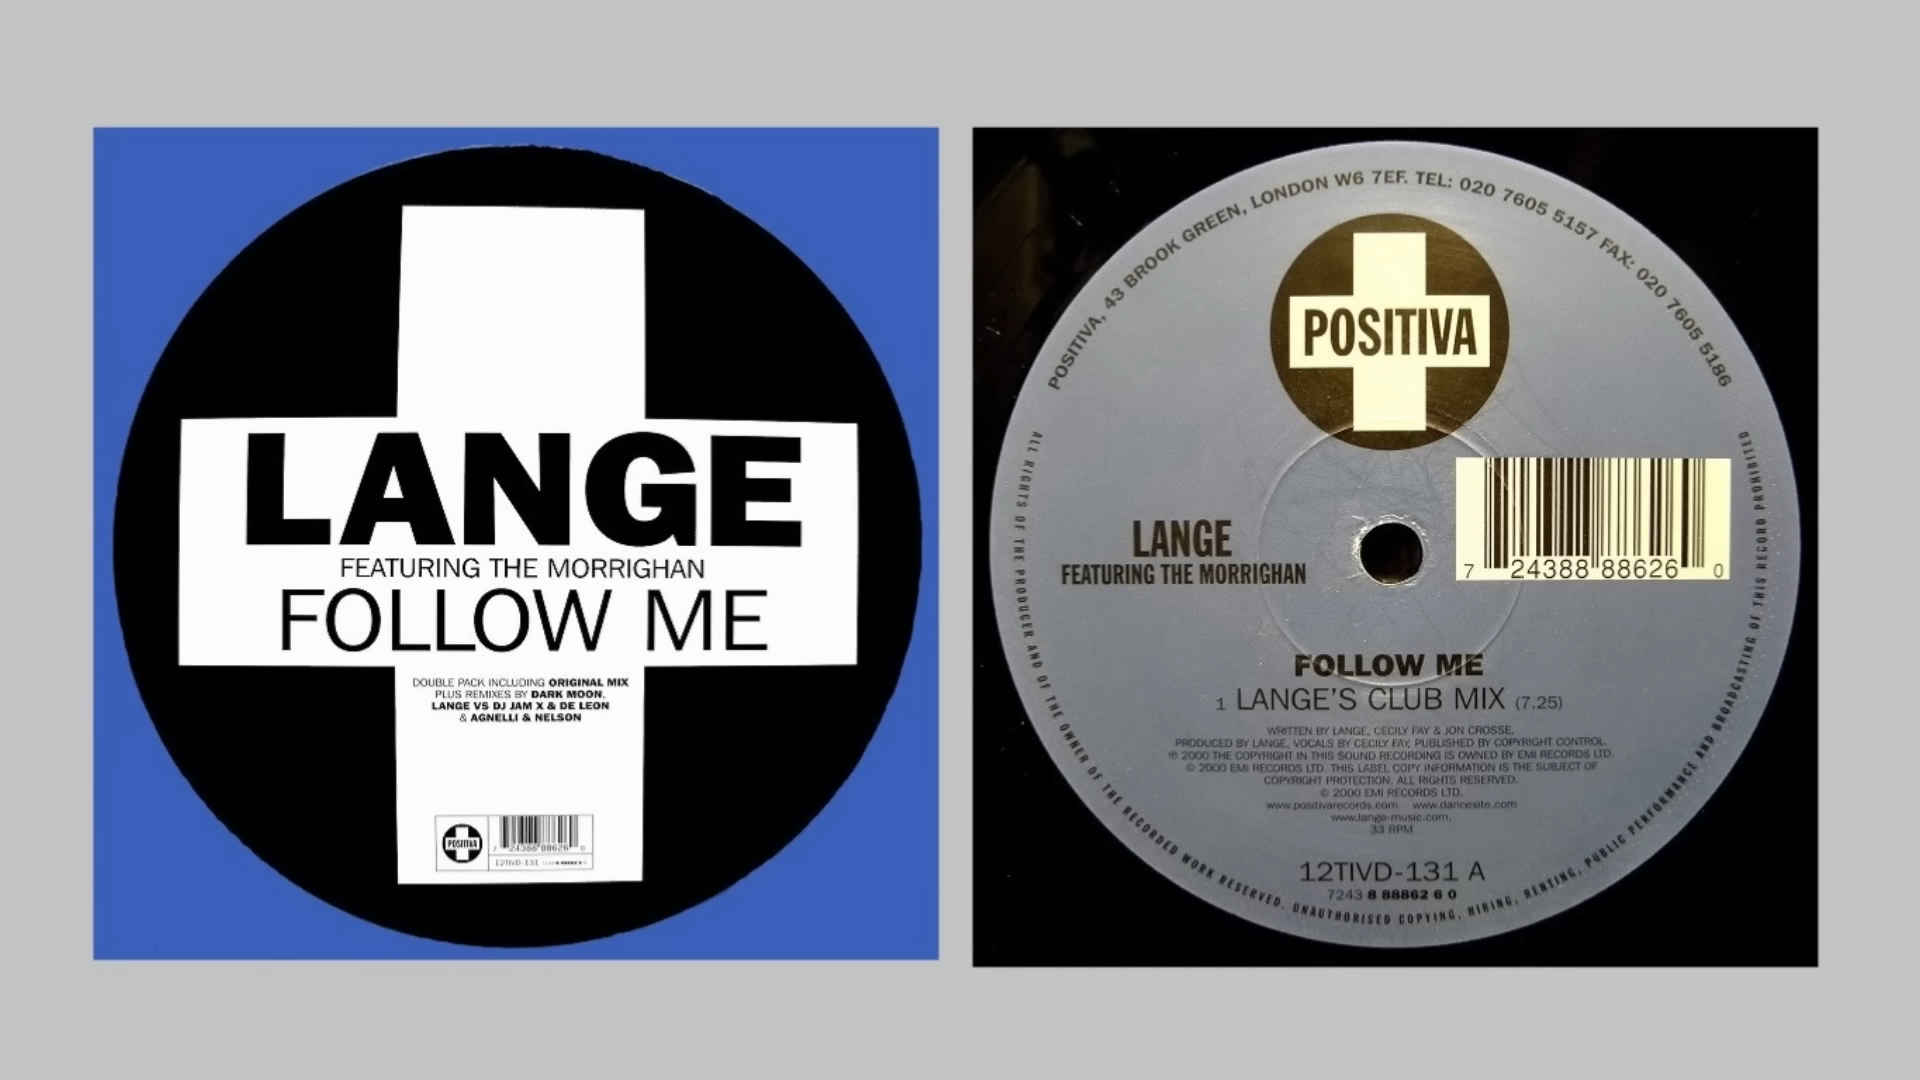 LANGE
FEATURING THE MORRIGHAN
FOLLOW ME
DOUBLE PACK INCLUDING ORIGINAL MIX
PLUS REMIXES BY DARK MOON,
LANGE VS DJ JAM X & DE LEON
& AGNELLI & NELSON
POSITIVA
7 24388 88626 0
12TIVD-131
POSITIVA, 43 BROOK GREEN, LONDON W6 7EF. TEL: 020 7605 5157 FAX: 020 7605 5186
POSITIVA
7 24388 88626 0
LANGE
FEATURING THE MORRIGHAN
FOLLOW ME
1 LANGE'S CLUB MIX (7.25)
WRITTEN BY LANGE, CECILY FAY & JON CROSSE,
PRODUCED BY LANGE, VOCALS BY CECILY FAY, PUBLISHED BY COPYRIGHT CONTROL.
℗ 2000 THE COPYRIGHT IN THIS SOUND RECORDING IS OWNED BY EMI RECORDS LTD.
© 2000 EMI RECORDS LTD. THIS LABEL COPY INFORMATION IS THE SUBJECT OF
COPYRIGHT PROTECTION. ALL RIGHTS RESERVED.
© 2000 EMI RECORDS LTD.
www.positivarecords.com www.dancesite.com
www.lange-music.com.
33 RPM
12TIVD-131 A
7243 8 88862 6 0
ALL RIGHTS OF THE PRODUCER AND OF THE OWNER OF THE RECORDED WORK RESERVED. UNAUTHORISED COPYING, HIRING, RENTING, PUBLIC PERFORMANCE AND BROADCASTING OF THIS RECORD PROHIBITED